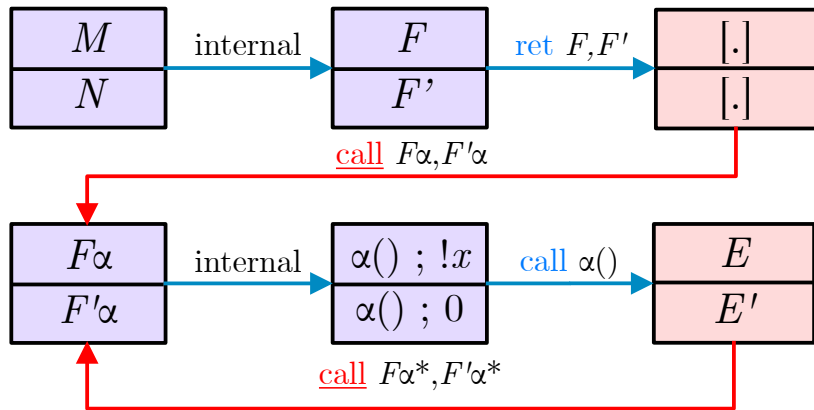 M internal F ret F,F' [.]
N F' [.]
call Fα,F'α
Fα internal α() ; !x call α() E
F'α α() ; 0 E'
call Fα*,F'α*